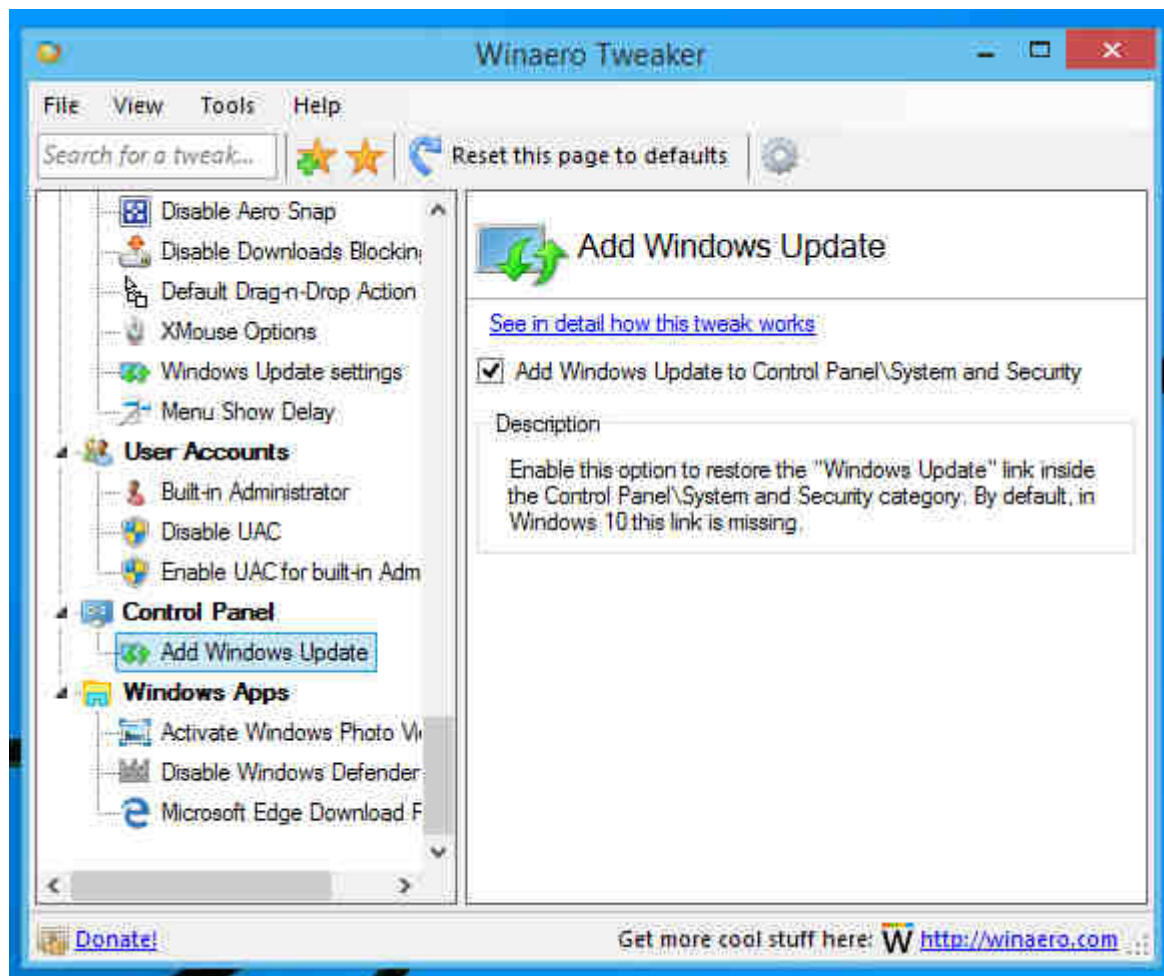 Winaero Tweaker
File View Tools Help
Search for a tweak... Reset this page to defaults
Disable Aero Snap
Disable Downloads Blockin
Default Drag-n-Drop Action
XMouse Options
Windows Update settings
Menu Show Delay
User Accounts
Built-in Administrator
Disable UAC
Enable UAC for built-in Adm
Control Panel
Add Windows Update
Windows Apps
Activate Windows Photo Vi
Disable Windows Defender
Microsoft Edge Download F
Add Windows Update
See in detail how this tweak works
Add Windows Update to Control Panel\System and Security
Description
Enable this option to restore the "Windows Update" link inside
the Control Panel\System and Security category. By default, in
Windows 10 this link is missing.
Donate!
Get more cool stuff here: W http://winaero.com